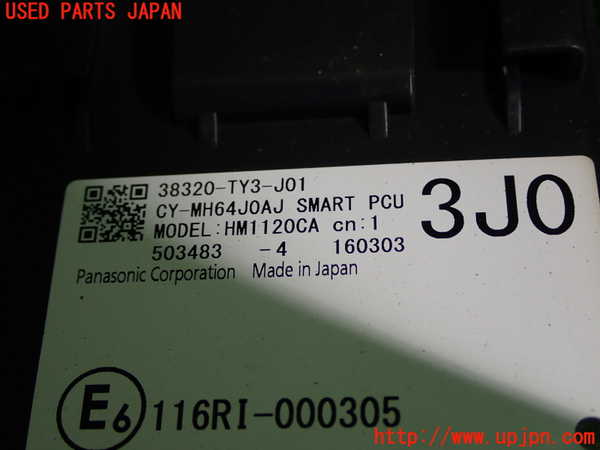 USED PARTS JAPAN
38320-TY3-J01
CY-MH64J0AJ SMART PCU
MODEL:HM1120CA cn:1
503483 -4 160303
3J0
Panasonic Corporation Made in Japan
E6 116RI-000305
http://www.upjpn.com